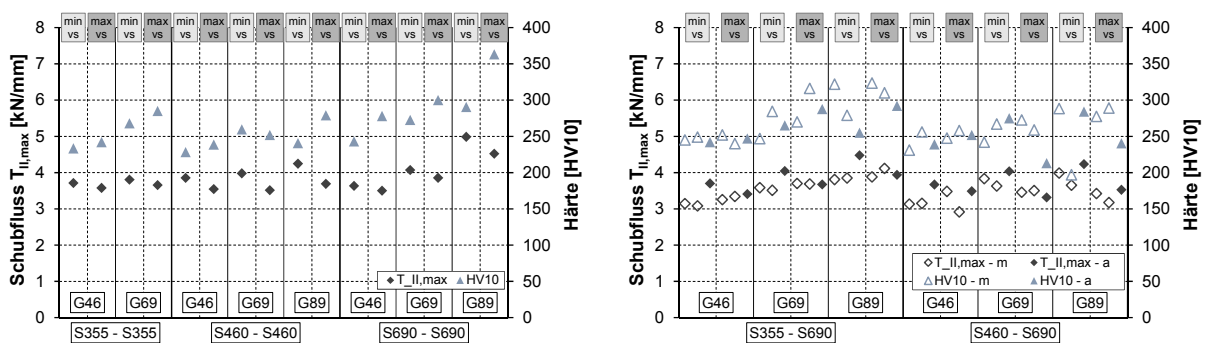 min max min max min max min max min max min max min max min max
vs vs vs vs vs vs vs vs vs vs vs vs vs vs vs vs
Schubfluss T_II,max [kN/mm]
8
7
6
5
4
3
2
1
0
400
350
300
250
200
150
100
50
0
Härte [HV10]
T_II,max HV10
G46 G69 G46 G69 G89 G46 G69 G89
S355 - S355 S460 - S460 S690 - S690
min max min max min max min max min max min max
vs vs vs vs vs vs vs vs vs vs vs vs
Schubfluss T_II,max [kN/mm]
8
7
6
5
4
3
2
1
0
400
350
300
250
200
150
100
50
0
Härte [HV10]
T_II,max - m T_II,max - a
HV10 - m HV10 - a
G46 G69 G89 G46 G69 G89
S355 - S690 S460 - S690